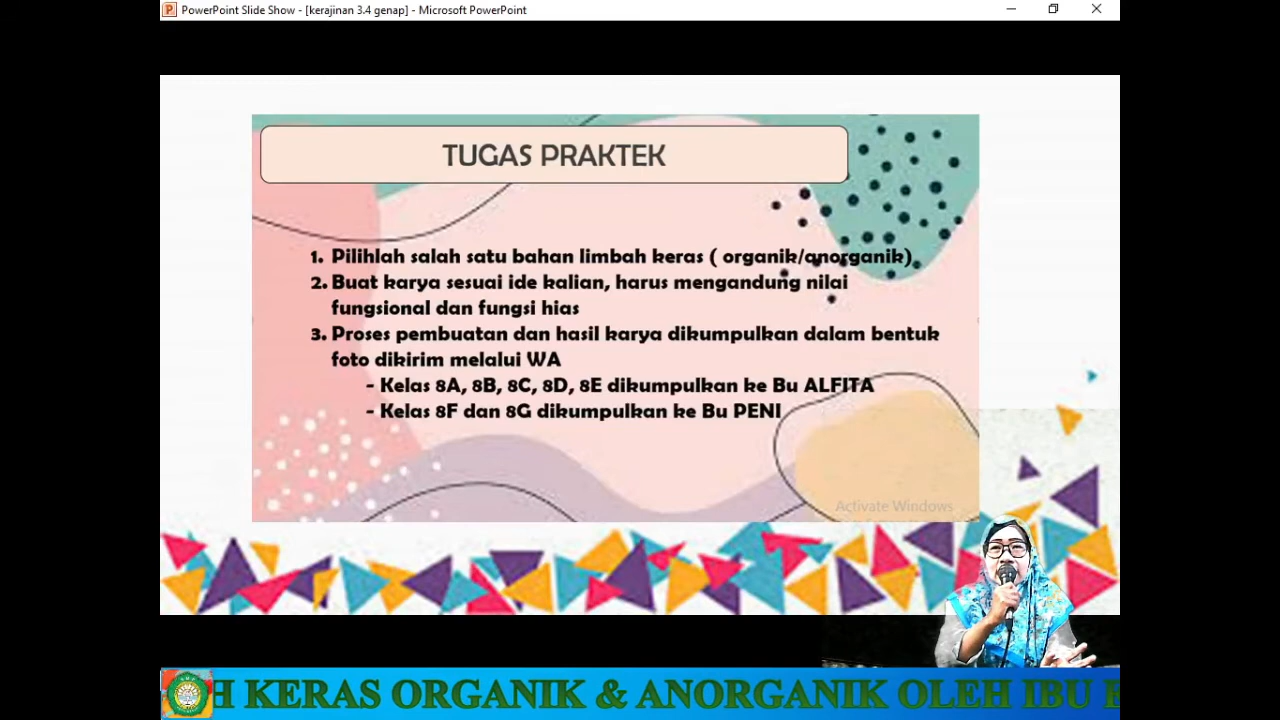 PowerPoint Slide Show - [kerajinan 3.4 genap] - Microsoft PowerPoint
TUGAS PRAKTEK
1. Pilihlah salah satu bahan limbah keras ( organik/anorganik)
2. Buat karya sesuai ide kalian, harus mengandung nilai
fungsional dan fungsi hias
3. Proses pembuatan dan hasil karya dikumpulkan dalam bentuk
foto dikirim melalui WA
- Kelas 8A, 8B, 8C, 8D, 8E dikumpulkan ke Bu ALFITA
- Kelas 8F dan 8G dikumpulkan ke Bu PENI
Activate Windows
H KERAS ORGANIK & ANORGANIK OLEH IBU E